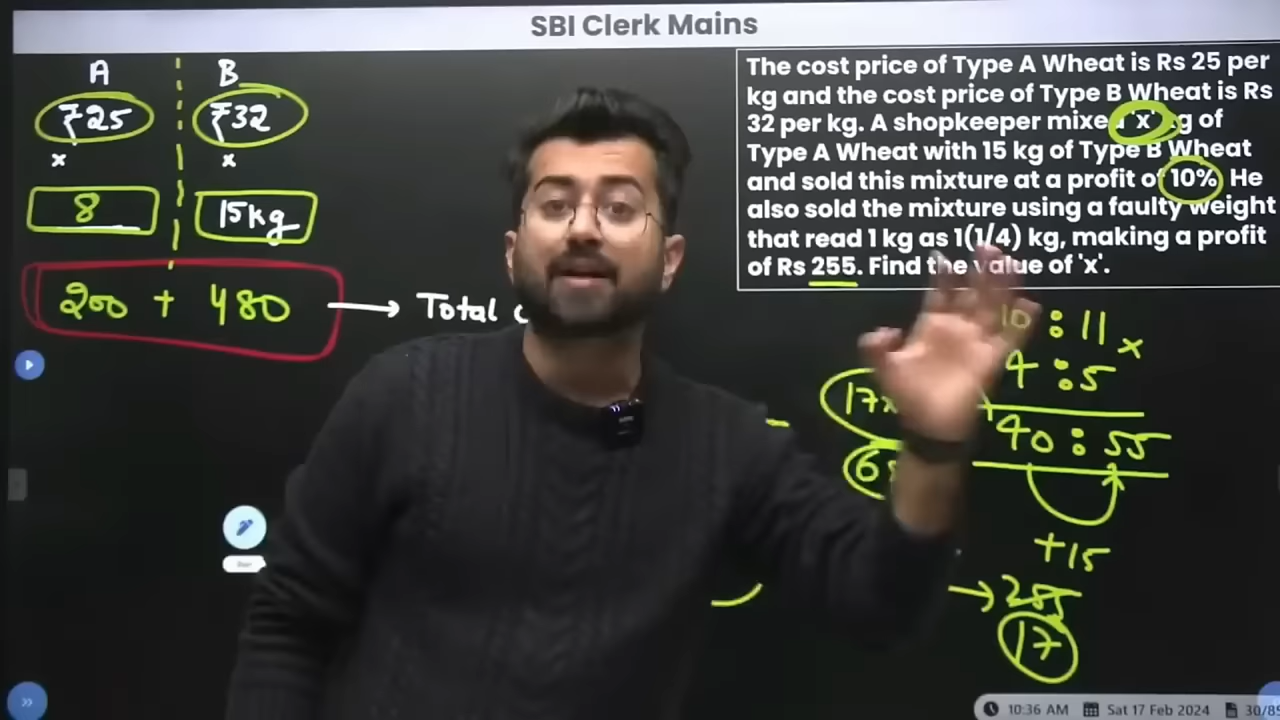 SBI Clerk Mains
The cost price of Type A Wheat is Rs 25 per
kg and the cost price of Type B Wheat is Rs
32 per kg. A shopkeeper mixed 'x' kg of
Type A Wheat with 15 kg of Type B Wheat
and sold this mixture at a profit of 10%. He
also sold the mixture using a faulty weight
that read 1 kg as 1(1/4) kg, making a profit
of Rs 255. Find the value of 'x'.
A B
₹25 ₹32
x x
8 15kg
200 + 480 → Total
10 : 11
x
4 : 5
17x
40 : 55
+15
→ 255
17
10:36 AM Sat 17 Feb 2024 30/85